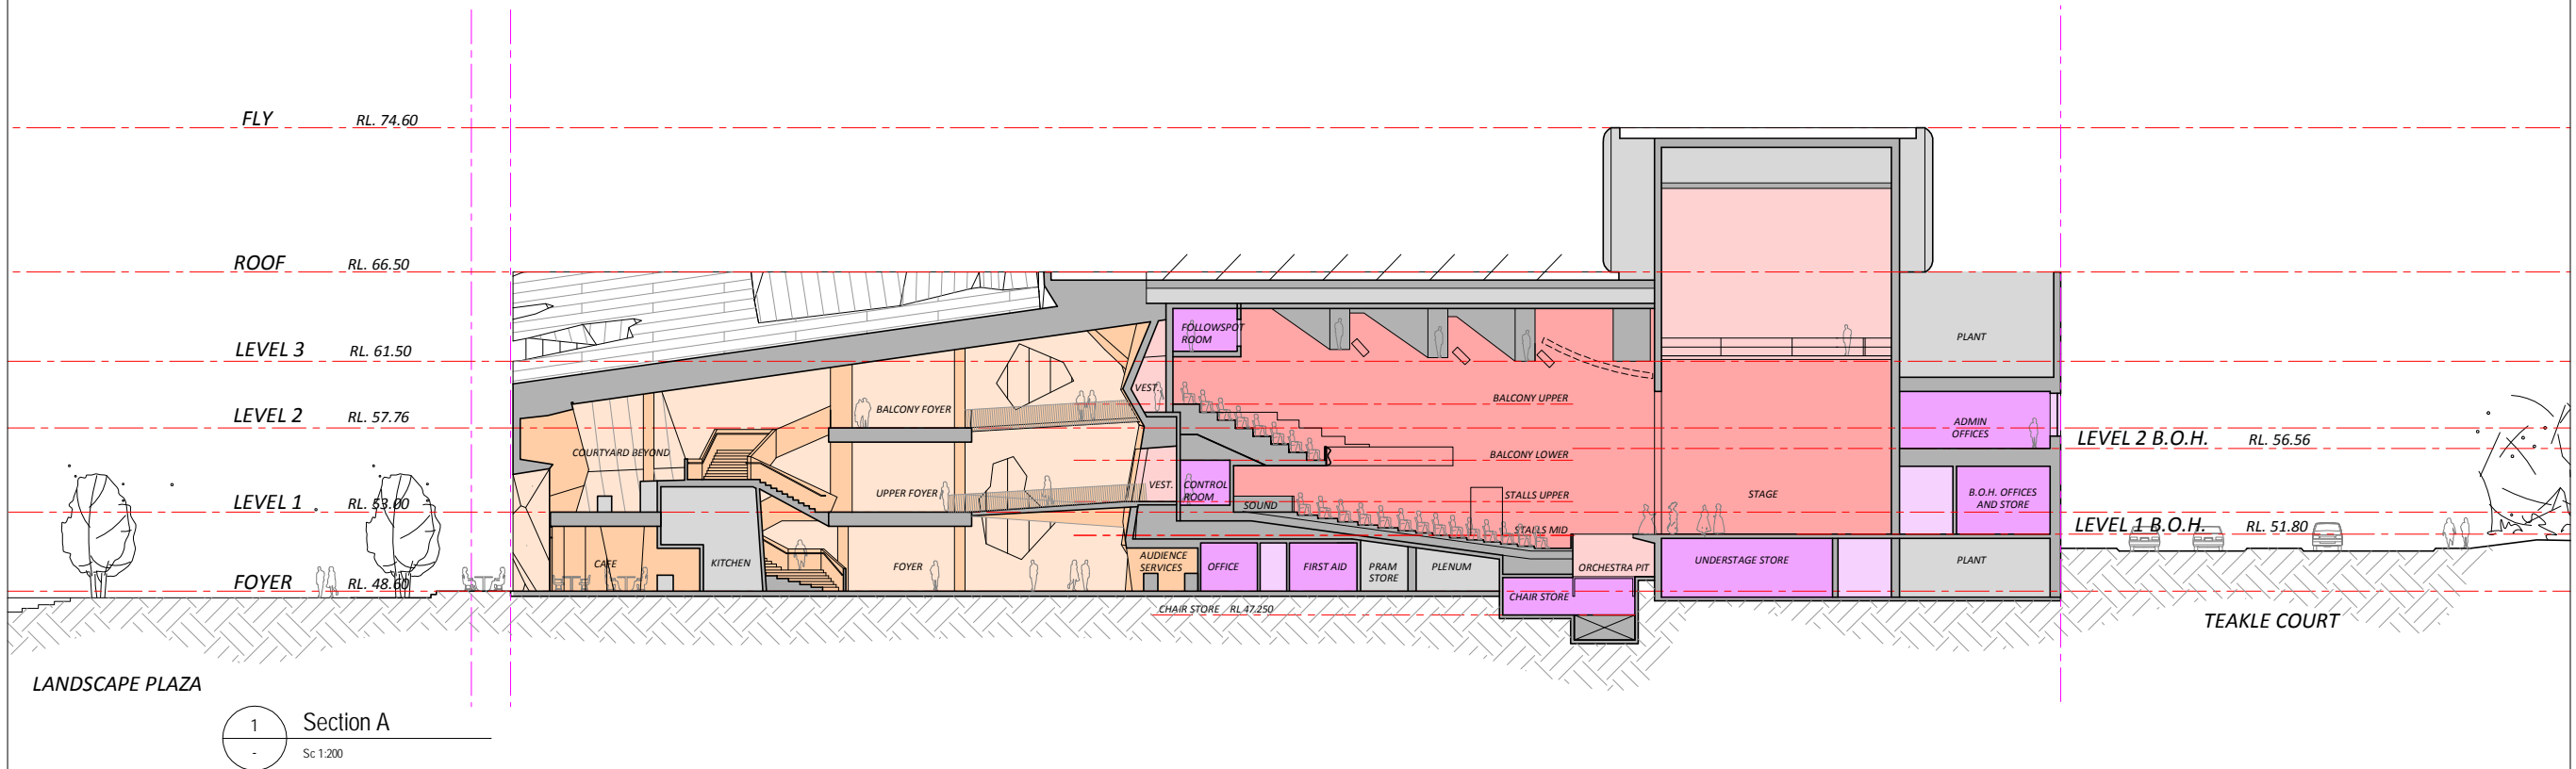 FLY RL. 74.60
ROOF RL. 66.50
LEVEL 3 RL. 61.50
LEVEL 2 RL. 57.76
LEVEL 1 RL. 53.00
FOYER RL. 48.60
LANDSCAPE PLAZA
COURTYARD BEYOND
CAFE
KITCHEN
BALCONY FOYER
UPPER FOYER
FOYER
AUDIENCE
SERVICES
VEST.
VEST.
FOLLOWSPOT
ROOM
CONTROL
ROOM
SOUND
OFFICE
FIRST AID
PRAM
STORE
PLENUM
CHAIR STORE RL 47.250
CHAIR STORE
BALCONY UPPER
BALCONY LOWER
STALLS UPPER
STALLS MID
ORCHESTRA PIT
STAGE
UNDERSTAGE STORE
PLANT
ADMIN
OFFICES
B.O.H. OFFICES
AND STORE
PLANT
LEVEL 2 B.O.H. RL. 56.56
LEVEL 1 B.O.H. RL. 51.80
TEAKLE COURT
1
-
Section A
Sc 1:200